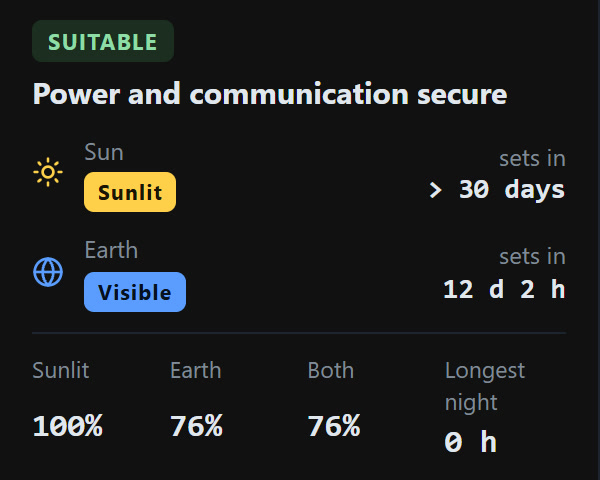 SUITABLE
Power and communication secure
Sun
sets in
Sunlit
> 30 days
Earth
sets in
Visible
12 d 2 h
Sunlit
Earth
Both
Longest
night
100%
76%
76%
0 h